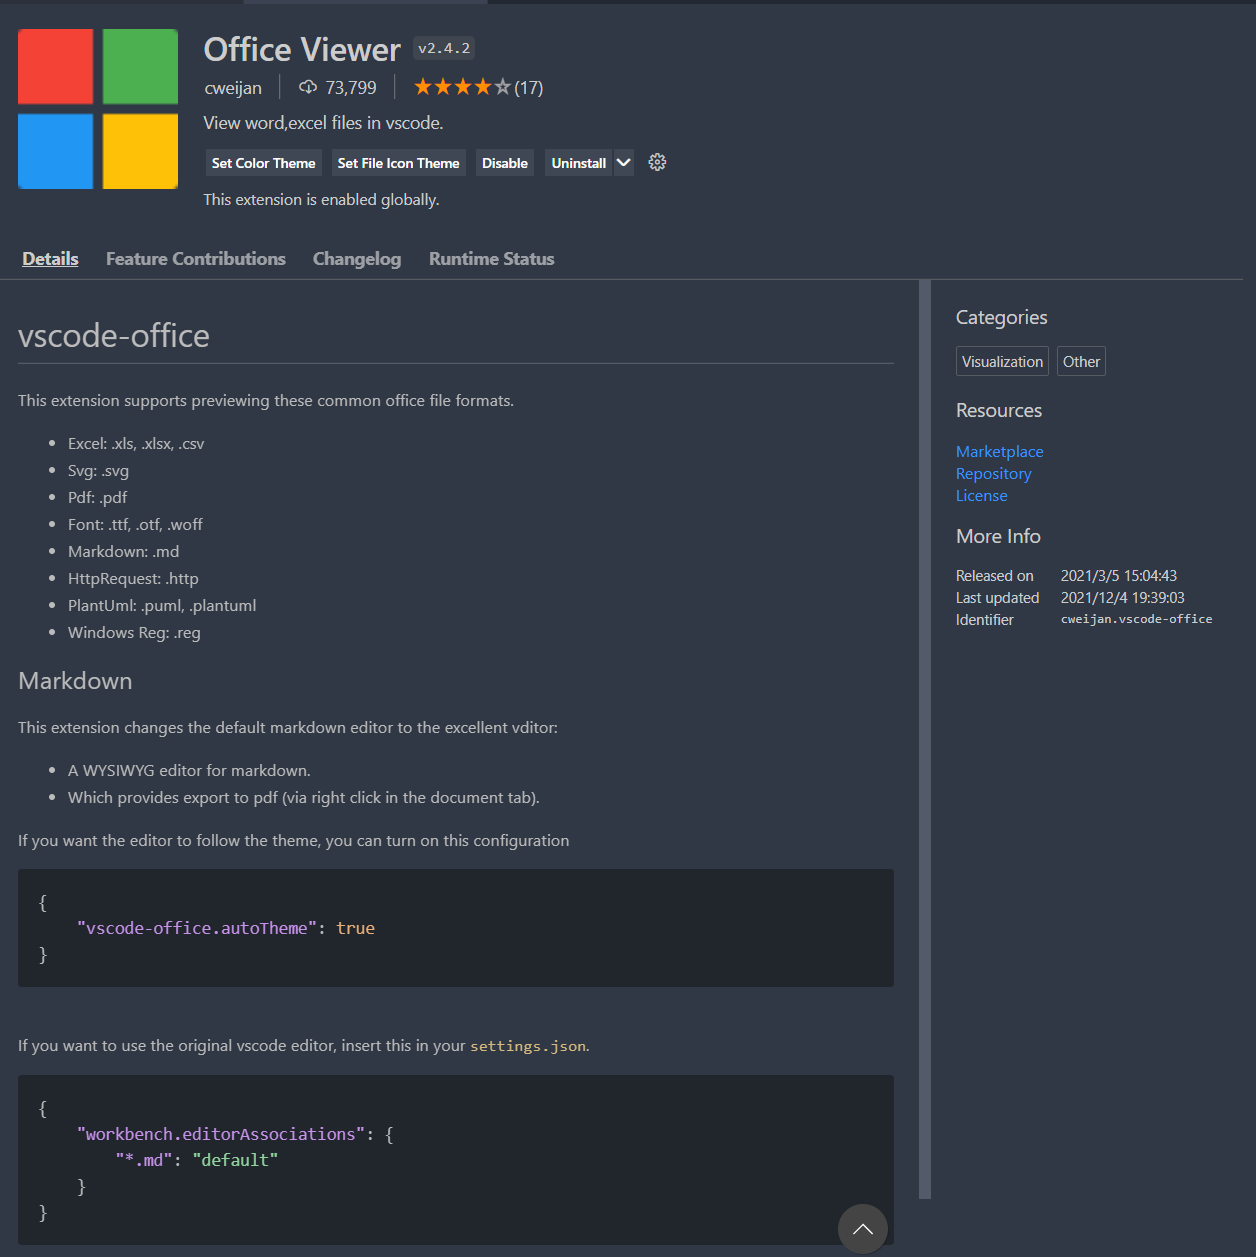 Office Viewer v2.4.2
cweijan 73,799 (17)
View word,excel files in vscode.
Set Color Theme Set File Icon Theme Disable Uninstall
This extension is enabled globally.
Details Feature Contributions Changelog Runtime Status
vscode-office
This extension supports previewing these common office file formats.
Excel: .xls, .xlsx, .csv
Svg: .svg
Pdf: .pdf
Font: .ttf, .otf, .woff
Markdown: .md
HttpRequest: .http
PlantUml: .puml, .plantuml
Windows Reg: .reg
Markdown
This extension changes the default markdown editor to the excellent vditor:
A WYSIWYG editor for markdown.
Which provides export to pdf (via right click in the document tab).
If you want the editor to follow the theme, you can turn on this configuration
{
"vscode-office.autoTheme": true
}
If you want to use the original vscode editor, insert this in your settings.json.
{
"workbench.editorAssociations": {
"*.md": "default"
}
}
Categories
Visualization Other
Resources
Marketplace
Repository
License
More Info
Released on 2021/3/5 15:04:43
Last updated 2021/12/4 19:39:03
Identifier cweijan.vscode-office